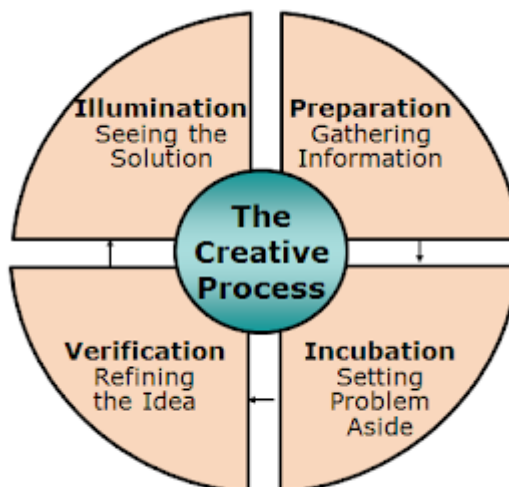 Illumination
Seeing the
Solution
Preparation
Gathering
Information
The
Creative
Process
Verification
Refining
the Idea
Incubation
Setting
Problem
Aside